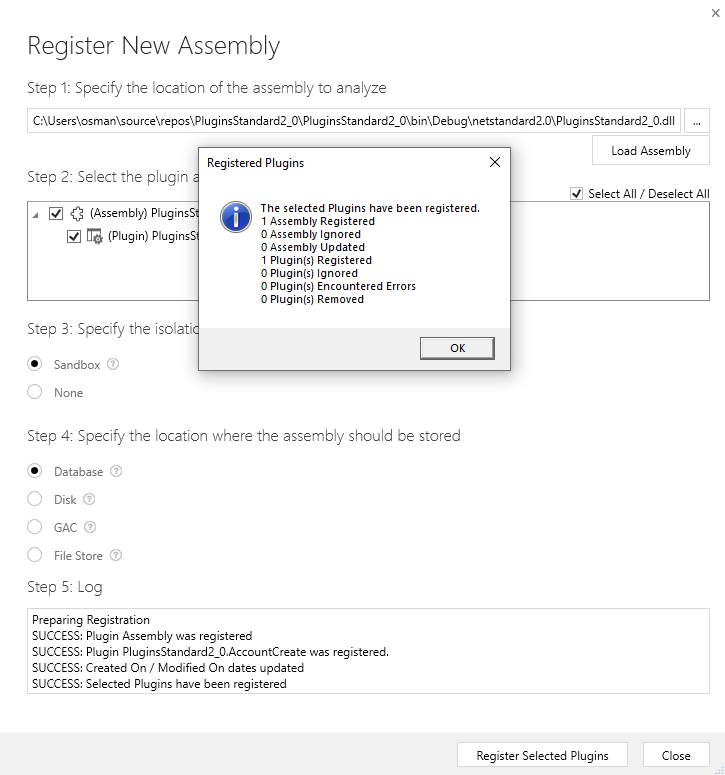 Register New Assembly
Step 1: Specify the location of the assembly to analyze
C:\Users\osman\source\repos\PluginsStandard2_0\PluginsStandard2_0\bin\Debug\netstandard2.0\PluginsStandard2_0.dll
...
Load Assembly
Step 2: Select the plugin a
Select All / Deselect All
(Assembly) PluginsSt
(Plugin) PluginsSt
Registered Plugins
The selected Plugins have been registered.
1 Assembly Registered
0 Assembly Ignored
0 Assembly Updated
1 Plugin(s) Registered
0 Plugin(s) Ignored
0 Plugin(s) Encountered Errors
0 Plugin(s) Removed
OK
Step 3: Specify the isolatio
Sandbox
None
Step 4: Specify the location where the assembly should be stored
Database
Disk
GAC
File Store
Step 5: Log
Preparing Registration
SUCCESS: Plugin Assembly was registered
SUCCESS: Plugin PluginsStandard2_0.AccountCreate was registered.
SUCCESS: Created On / Modified On dates updated
SUCCESS: Selected Plugins have been registered
Register Selected Plugins
Close